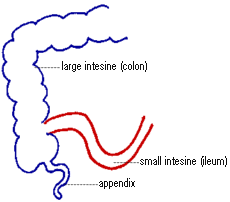 large intesine (colon)
small intesine (ileum)
appendix